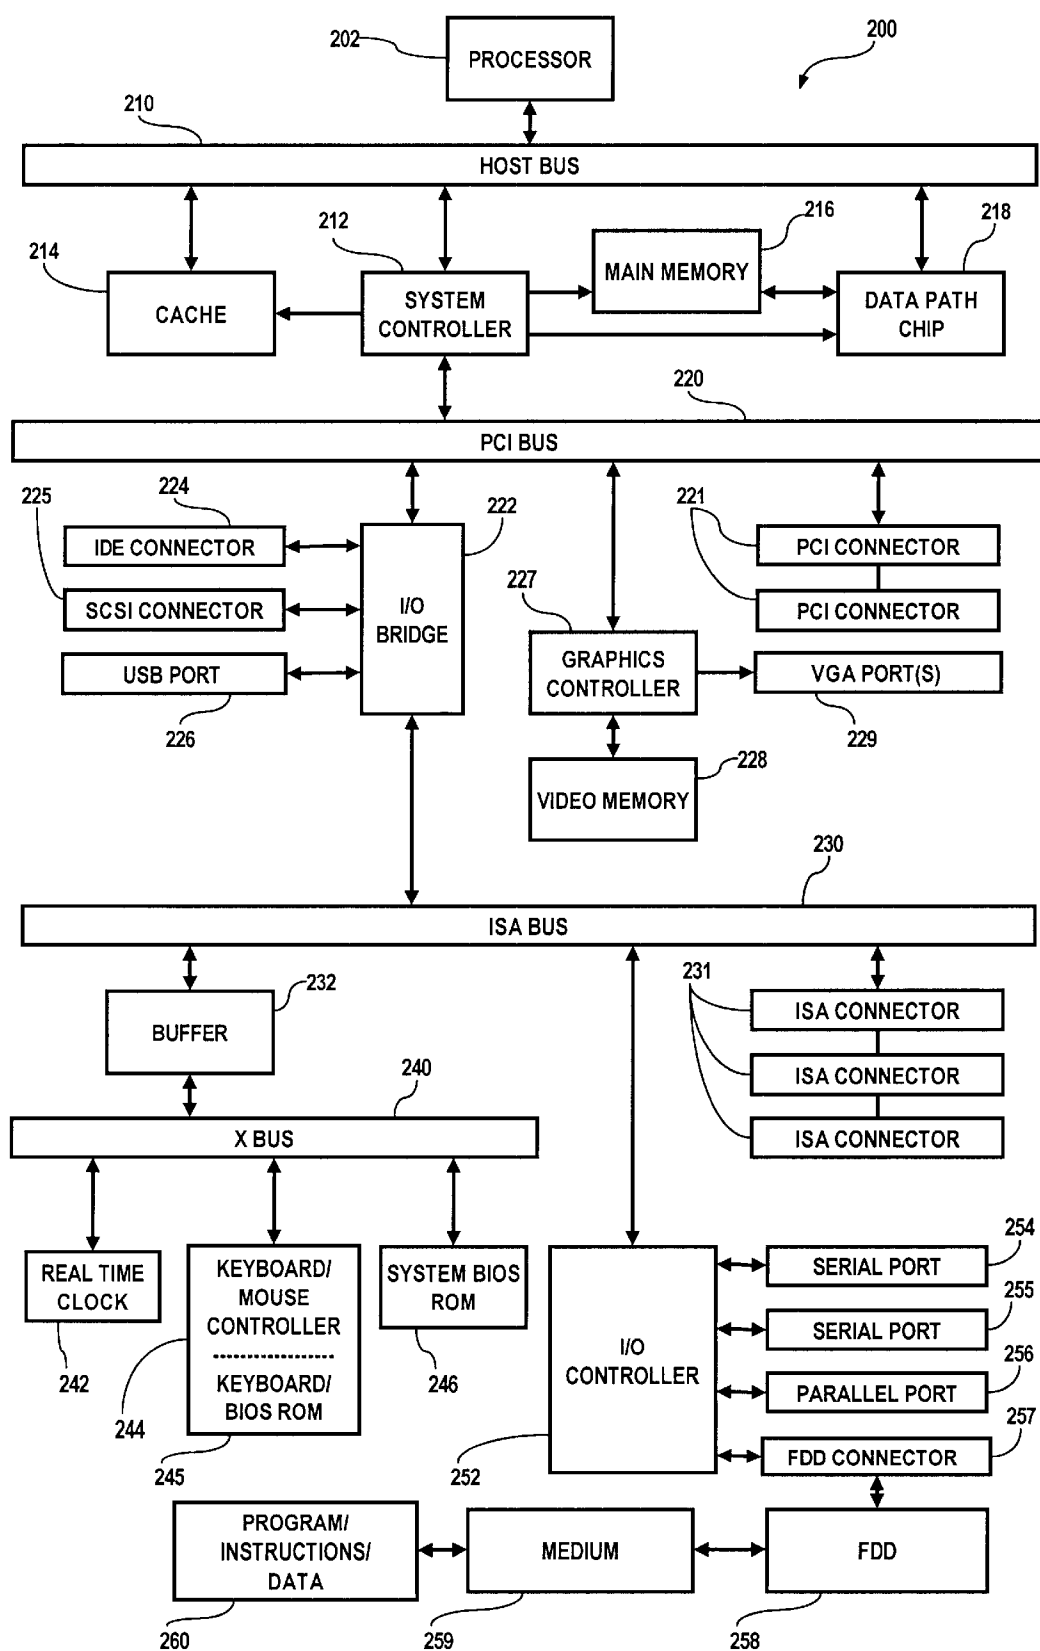 202
PROCESSOR
200
210
HOST BUS
214
212
216
218
CACHE
SYSTEM
CONTROLLER
MAIN MEMORY
DATA PATH
CHIP
220
PCI BUS
225
224
222
221
IDE CONNECTOR
PCI CONNECTOR
SCSI CONNECTOR
I/O
BRIDGE
227
PCI CONNECTOR
USB PORT
GRAPHICS
CONTROLLER
VGA PORT(S)
226
229
228
VIDEO MEMORY
230
ISA BUS
232
231
BUFFER
ISA CONNECTOR
ISA CONNECTOR
ISA CONNECTOR
240
X BUS
REAL TIME
CLOCK
KEYBOARD/
MOUSE
CONTROLLER
KEYBOARD/
BIOS ROM
SYSTEM BIOS
ROM
242
244
245
246
I/O
CONTROLLER
252
254
SERIAL PORT
255
SERIAL PORT
256
PARALLEL PORT
257
FDD CONNECTOR
PROGRAM/
INSTRUCTIONS/
DATA
MEDIUM
FDD
260
259
258